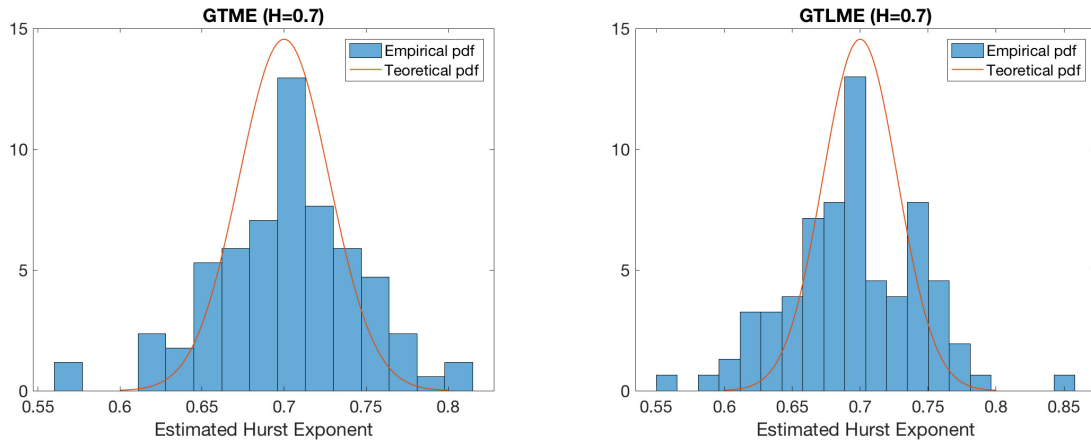 GTME (H=0.7)
15
10
5
0
Empirical pdf
Teoretical pdf
0.55 0.6 0.65 0.7 0.75 0.8
Estimated Hurst Exponent
GTLME (H=0.7)
15
10
5
0
Empirical pdf
Teoretical pdf
0.55 0.6 0.65 0.7 0.75 0.8 0.85
Estimated Hurst Exponent